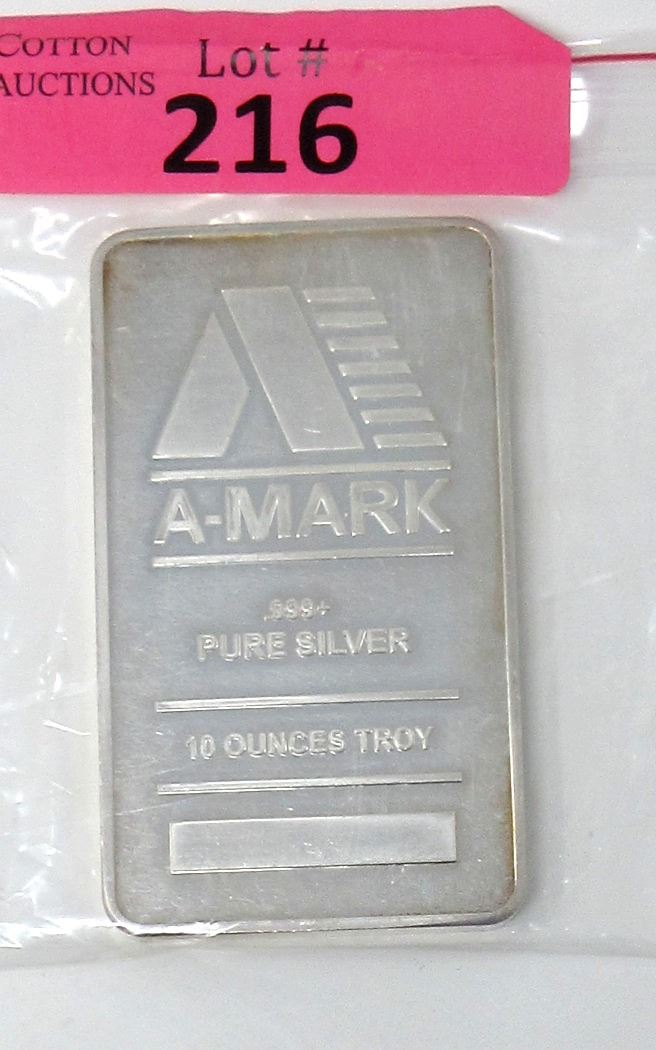 COTTON
AUCTIONS
Lot #
216
A-MARK
.999+
PURE SILVER
10 OUNCES TROY